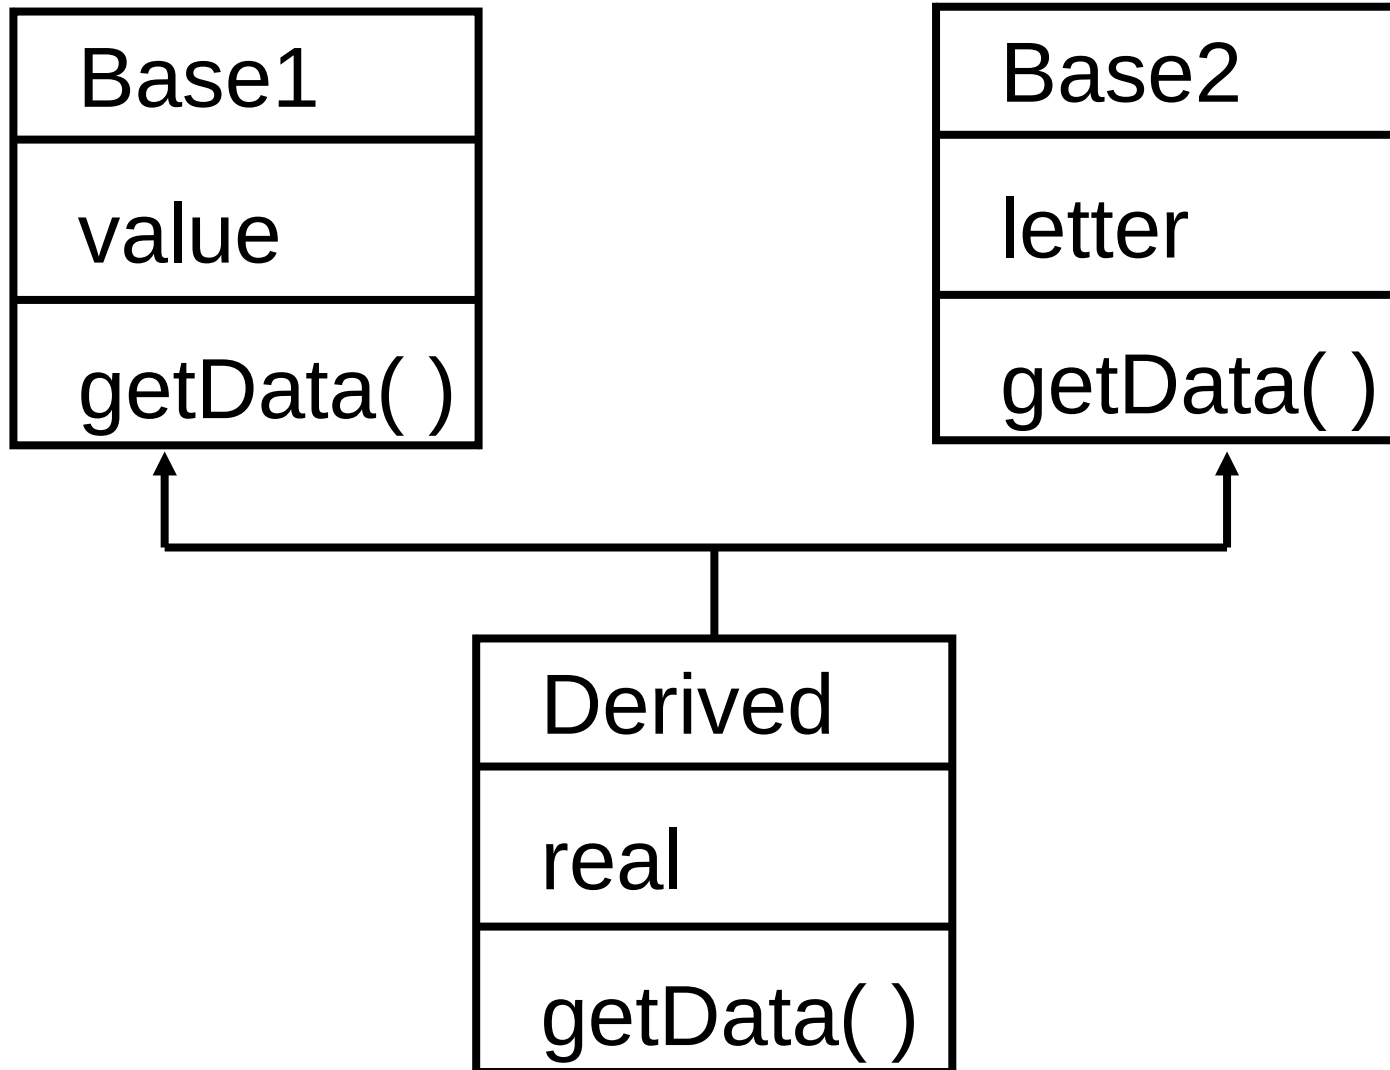 Base1
value
getData( )
Base2
letter
getData( )
Derived
real
getData( )